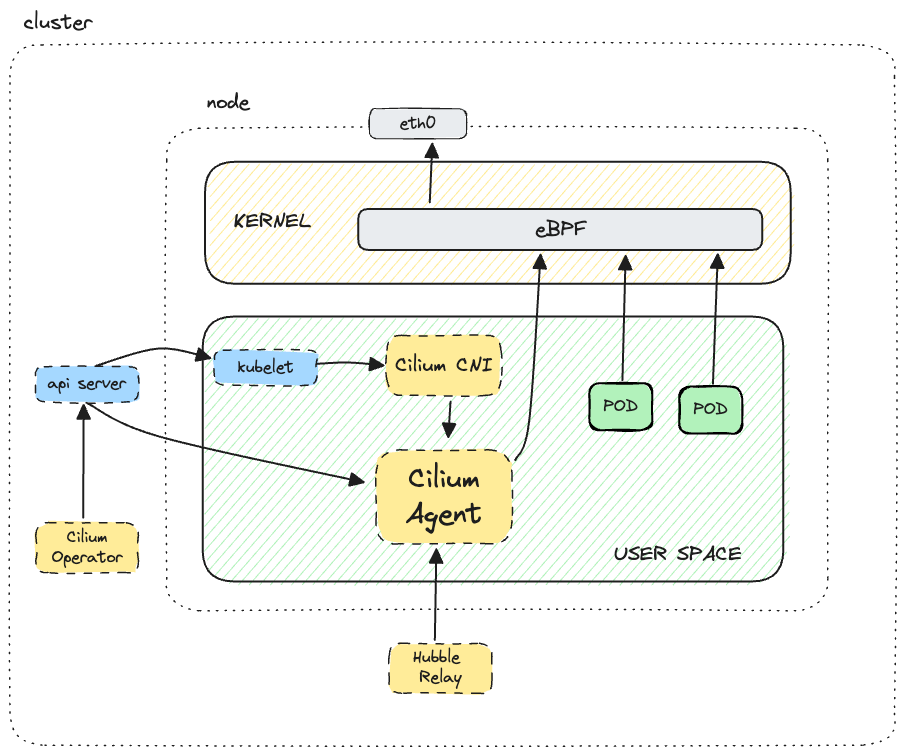 cluster
node
eth0
KERNEL
eBPF
kubelet
Cilium CNI
api server
POD
POD
Cilium
Agent
Cilium
Operator
USER SPACE
Hubble
Relay